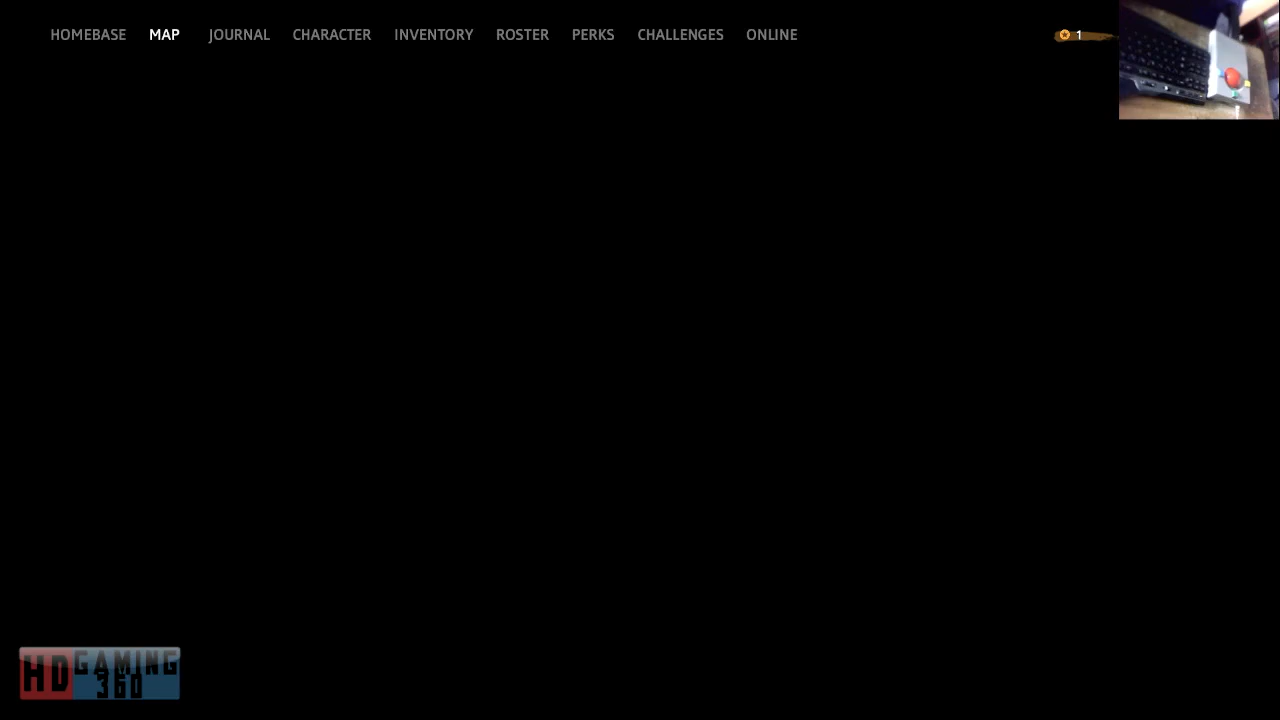 HOMEBASE MAP JOURNAL CHARACTER INVENTORY ROSTER PERKS CHALLENGES ONLINE 1
HD GAMING
360